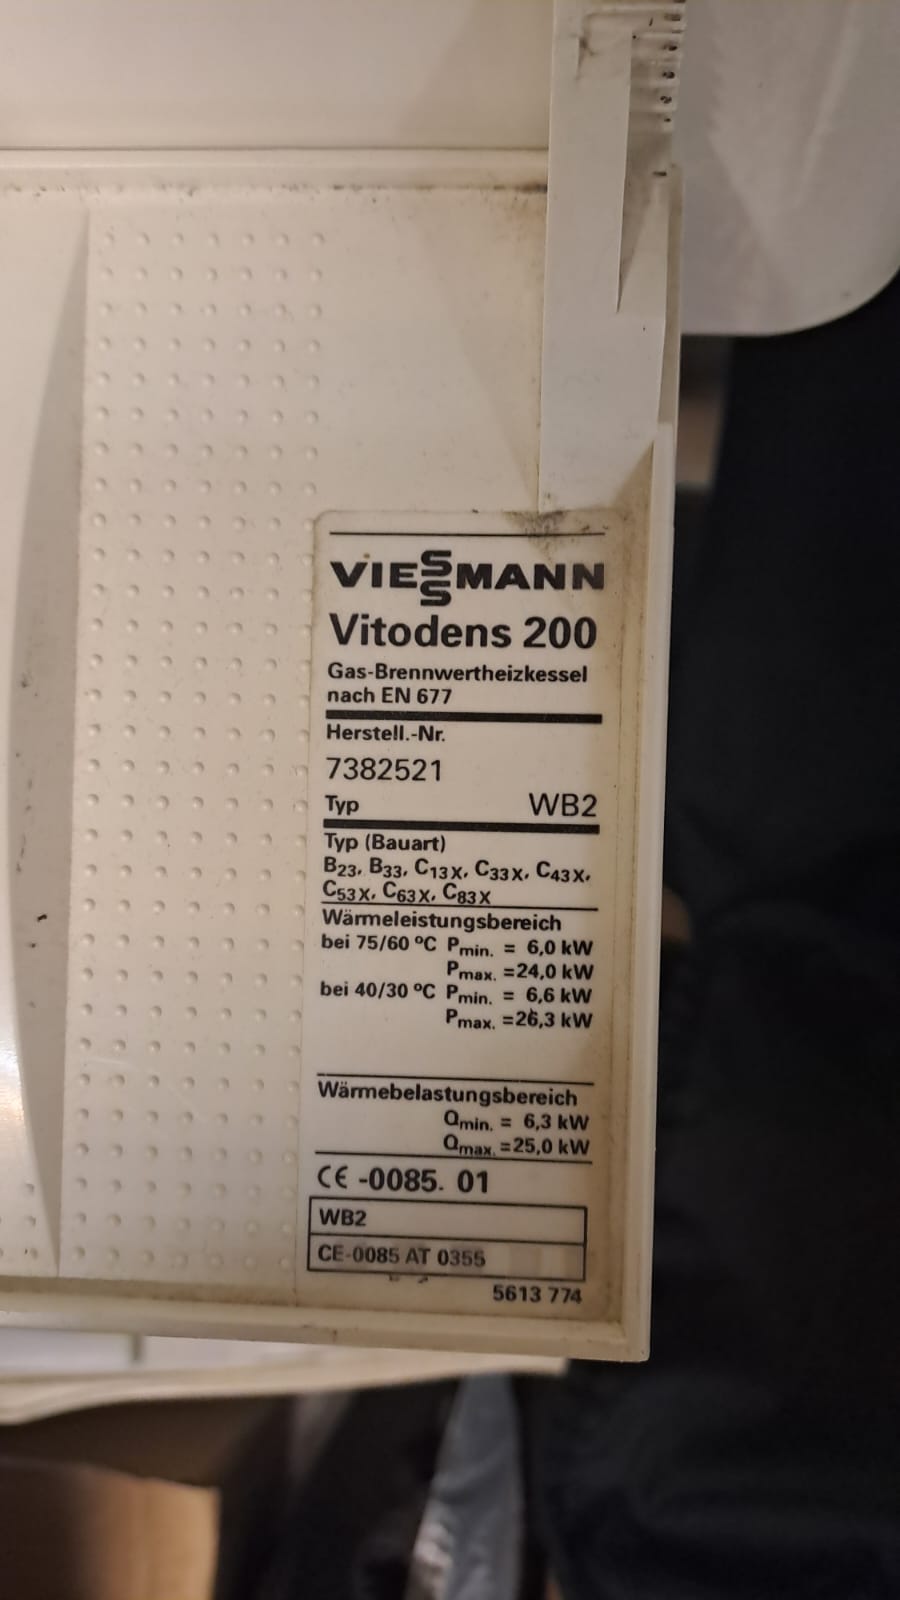 VIESSMANN
Vitodens 200
Gas-Brennwertheizkessel
nach EN 677
Herstell.-Nr.
7382521
Typ WB2
Typ (Bauart)
B23, B33, C13X, C33X, C43X,
C53X, C63X, C83X
Wärmeleistungsbereich
bei 75/60 ºC Pmin. = 6,0 kW
Pmax. =24,0 kW
bei 40/30 ºC Pmin. = 6,6 kW
Pmax. =26,3 kW
Wärmebelastungsbereich
Qmin. = 6,3 kW
Qmax. =25,0 kW
CE -0085. 01
WB2
CE-0085 AT 0355
5613 774